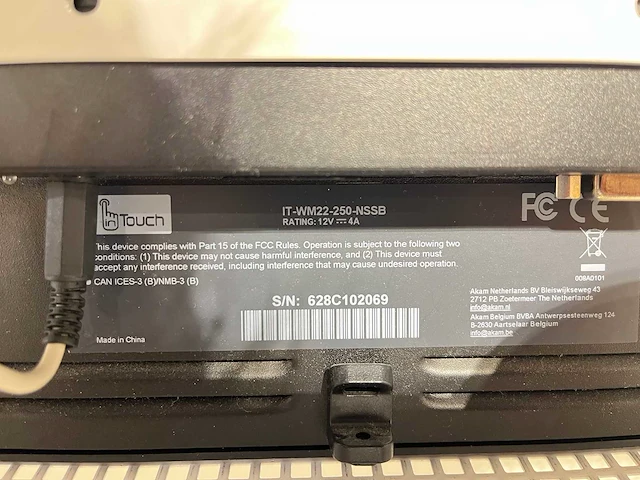 inTouch
IT-WM22-250-NSSB
RATING: 12V ⎓ 4A
FC CE
his device complies with Part 15 of the FCC Rules. Operation is subject to the following two
conditions: (1) This device may not cause harmful interference, and (2) This device must
accept any interference received, including interference that may cause undesired operation.
CAN ICES-3 (B)/NMB-3 (B)
008A0101
S/N: 628C102069
Akam Netherlands BV Bleiswijkseweg 43
2712 PB Zoetermeer The Netherlands
info@akam.nl
Akam Belgium BVBA Antwerpsesteenweg 124
B-2630 Aartselaar Belgium
info@akam.be
Made in China